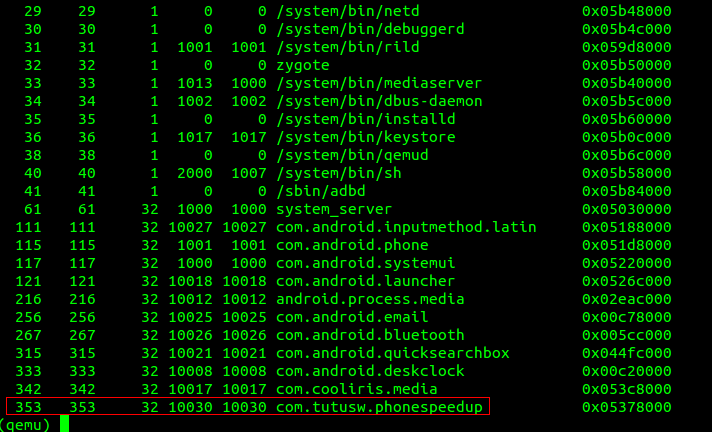 29 29 1 0 0 /system/bin/netd 0x05b48000
30 30 1 0 0 /system/bin/debuggerd 0x05b4c000
31 31 1 1001 1001 /system/bin/rild 0x059d8000
32 32 1 0 0 zygote 0x05b50000
33 33 1 1013 1000 /system/bin/mediaserver 0x05b40000
34 34 1 1002 1002 /system/bin/dbus-daemon 0x05b5c000
35 35 1 0 0 /system/bin/installd 0x05b60000
36 36 1 1017 1017 /system/bin/keystore 0x05b0c000
38 38 1 0 0 /system/bin/qemud 0x05b6c000
40 40 1 2000 1007 /system/bin/sh 0x05b58000
41 41 1 0 0 /sbin/adbd 0x05b84000
61 61 32 1000 1000 system_server 0x05030000
111 111 32 10027 10027 com.android.inputmethod.latin 0x05188000
115 115 32 1001 1001 com.android.phone 0x051d8000
117 117 32 1000 1000 com.android.systemui 0x05220000
121 121 32 10018 10018 com.android.launcher 0x0526c000
216 216 32 10012 10012 android.process.media 0x02eac000
256 256 32 10025 10025 com.android.email 0x00c78000
267 267 32 10026 10026 com.android.bluetooth 0x005cc000
315 315 32 10021 10021 com.android.quicksearchbox 0x044fc000
333 333 32 10008 10008 com.android.deskclock 0x00c20000
342 342 32 10017 10017 com.cooliris.media 0x053c8000
353 353 32 10030 10030 com.tutusw.phonespeedup 0x05378000
(qemu)